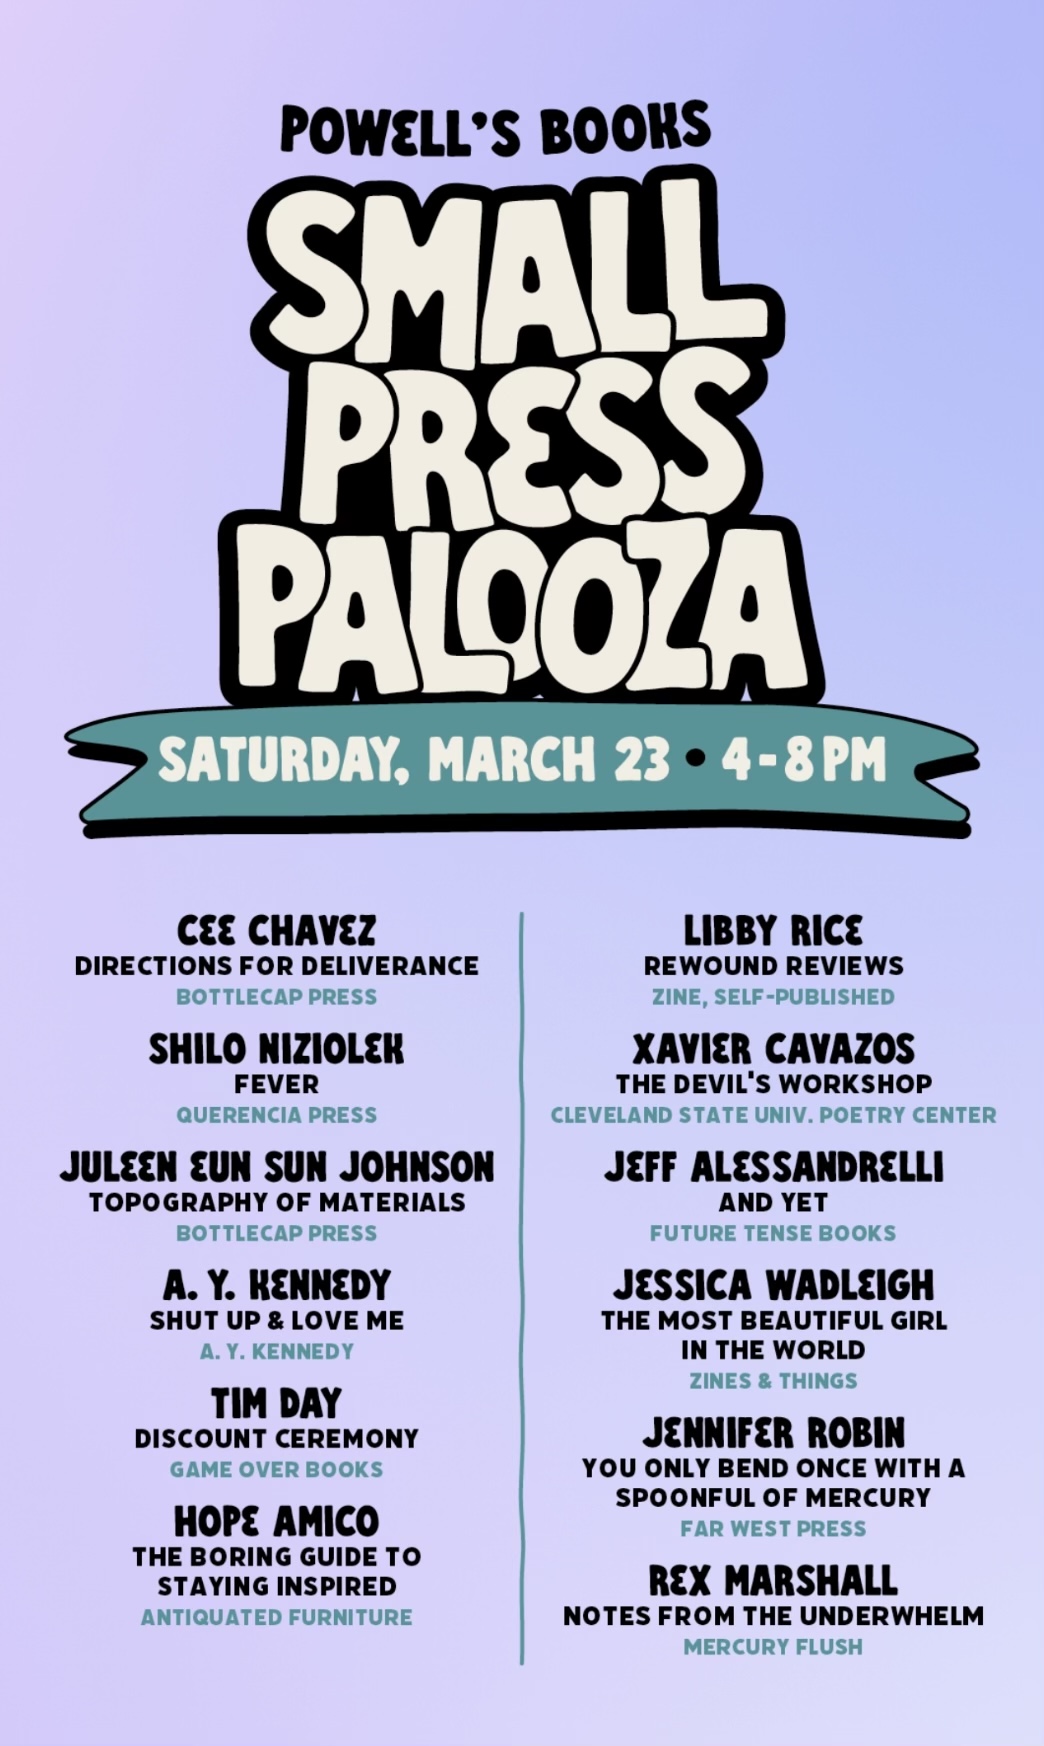 POWELL'S BOOKS
SMALL
PRESS
PALOOZA
SATURDAY, MARCH 23 • 4-8 PM
CEE CHAVEZ
DIRECTIONS FOR DELIVERANCE
BOTTLECAP PRESS
SHILO NIZIOLEK
FEVER
QUERENCIA PRESS
JULEEN EUN SUN JOHNSON
TOPOGRAPHY OF MATERIALS
BOTTLECAP PRESS
A. Y. KENNEDY
SHUT UP & LOVE ME
A. Y. KENNEDY
TIM DAY
DISCOUNT CEREMONY
GAME OVER BOOKS
HOPE AMICO
THE BORING GUIDE TO
STAYING INSPIRED
ANTIQUATED FURNITURE
LIBBY RICE
REWOUND REVIEWS
ZINE, SELF-PUBLISHED
XAVIER CAVAZOS
THE DEVIL'S WORKSHOP
CLEVELAND STATE UNIV. POETRY CENTER
JEFF ALESSANDRELLI
AND YET
FUTURE TENSE BOOKS
JESSICA WADLEIGH
THE MOST BEAUTIFUL GIRL
IN THE WORLD
ZINES & THINGS
JENNIFER ROBIN
YOU ONLY BEND ONCE WITH A
SPOONFUL OF MERCURY
FAR WEST PRESS
REX MARSHALL
NOTES FROM THE UNDERWHELM
MERCURY FLUSH